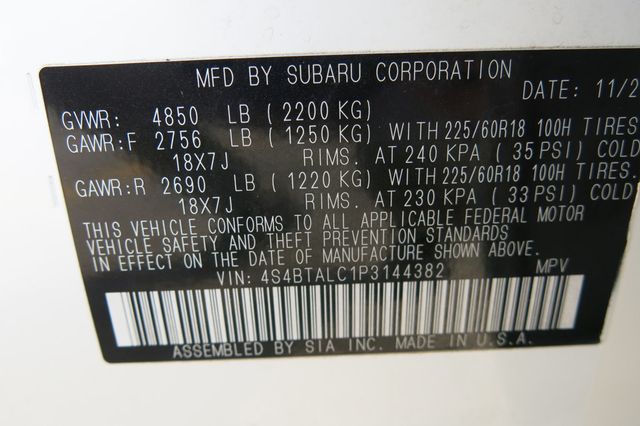 MFD BY SUBARU CORPORATION
DATE: 11/2
GVWR: 4850 LB (2200 KG)
GAWR:F 2756 LB (1250 KG) WITH 225/60R18 100H TIRES
18X7J RIMS. AT 240 KPA (35 PSI) COLD
GAWR:R 2690 LB (1220 KG) WITH 225/60R18 100H TIRES.
18X7J RIMS. AT 230 KPA (33 PSI) COLD
THIS VEHICLE CONFORMS TO ALL APPLICABLE FEDERAL MOTOR
VEHICLE SAFETY AND THEFT PREVENTION STANDARDS
IN EFFECT ON THE DATE OF MANUFACTURE SHOWN ABOVE.
VIN: 4S4BTALC1P3144382 MPV
ASSEMBLED BY SIA INC. MADE IN U.S.A.